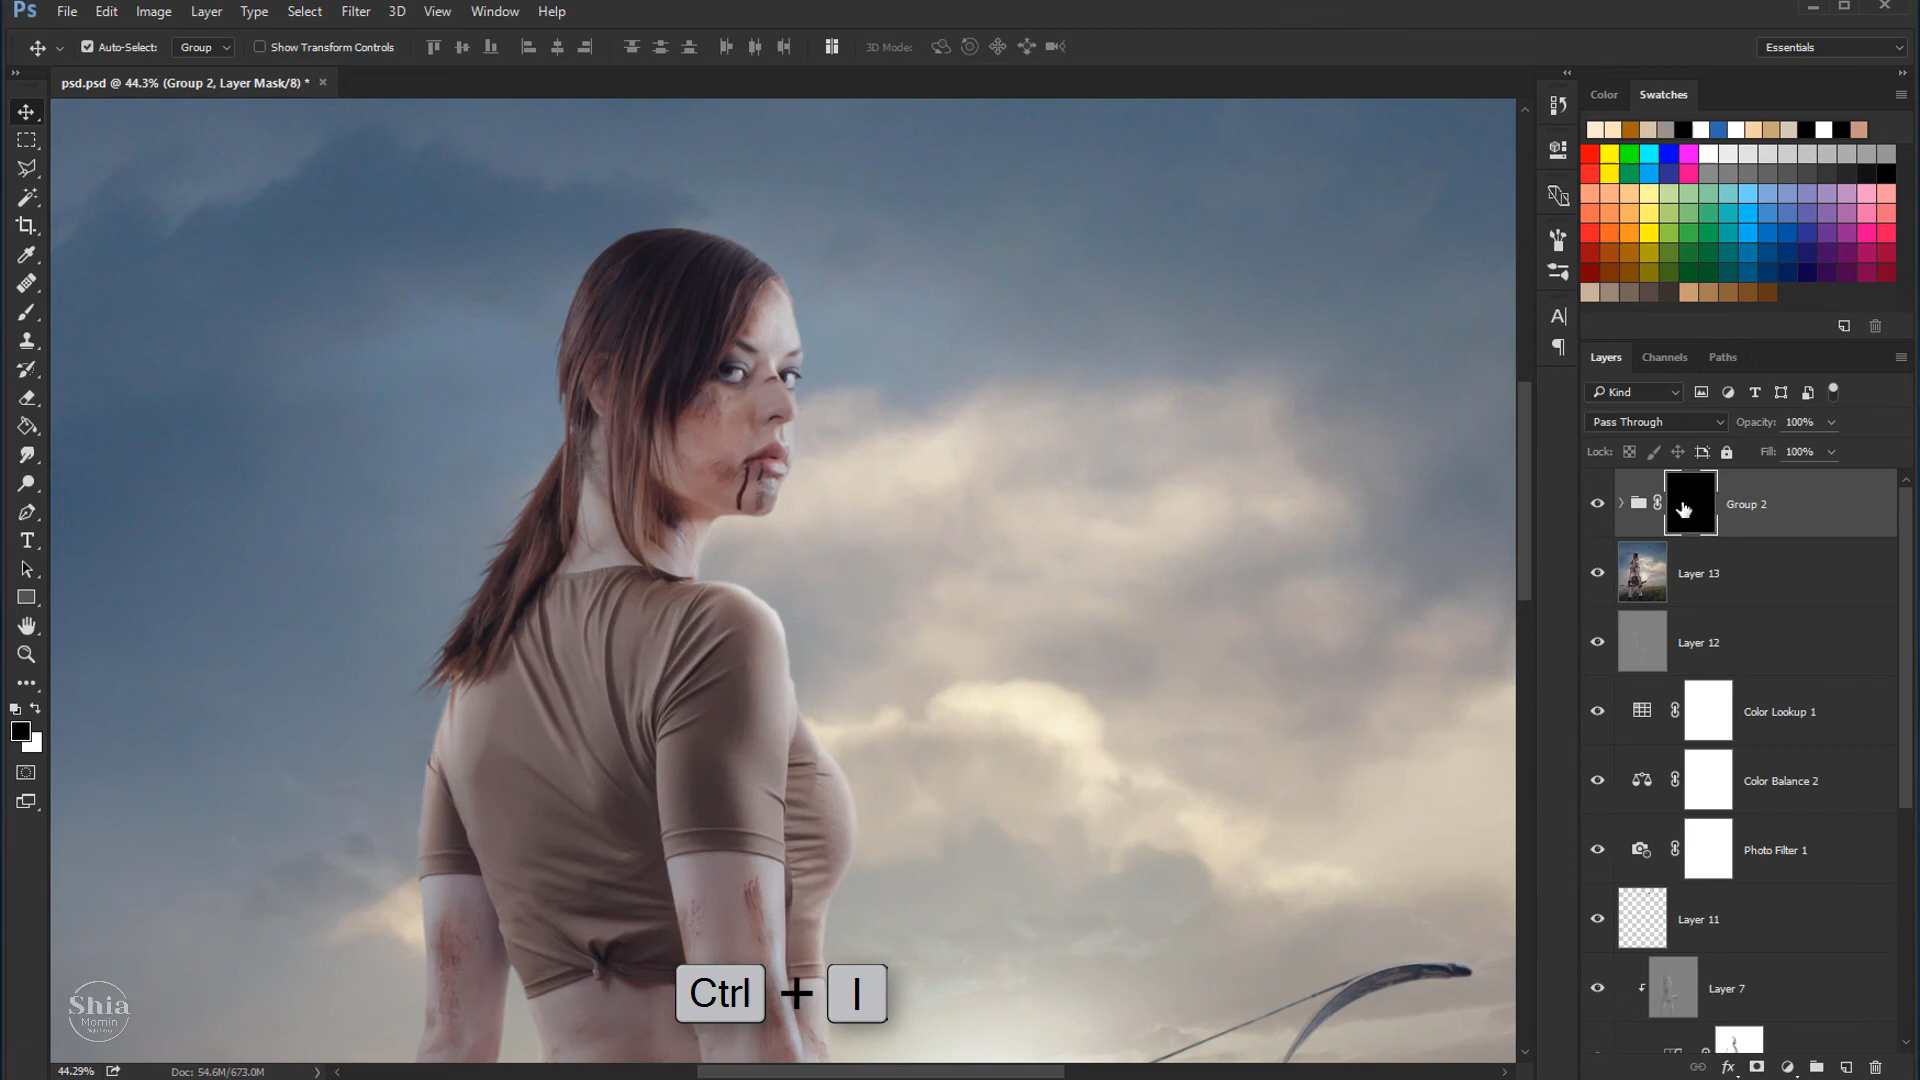 Ps File Edit Image Layer Type Select Filter 3D View Window Help
Auto-Select: Group Show Transform Controls 3D Mode: Essentials
psd.psd @ 44.3% (Group 2, Layer Mask/8) *
Color Swatches
Layers Channels Paths
Kind
Pass Through Opacity: 100%
Lock: Fill: 100%
Group 2
Layer 13
Layer 12
Color Lookup 1
Color Balance 2
Photo Filter 1
Layer 11
Layer 7
Ctrl + I
Shia
Momin
44.29% Doc: 54.6M/673.0M
fx